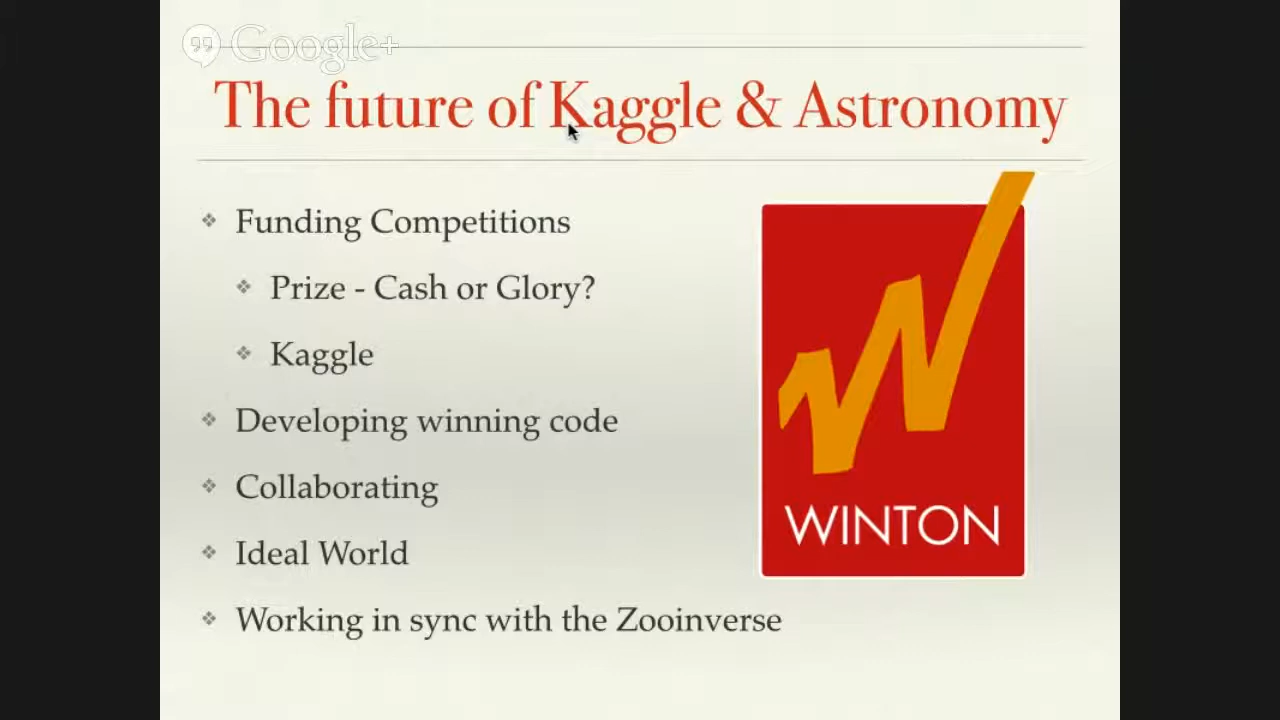 Google+
The future of Kaggle & Astronomy
Funding Competitions
Prize - Cash or Glory?
Kaggle
Developing winning code
Collaborating
Ideal World
Working in sync with the Zooinverse
WINTON